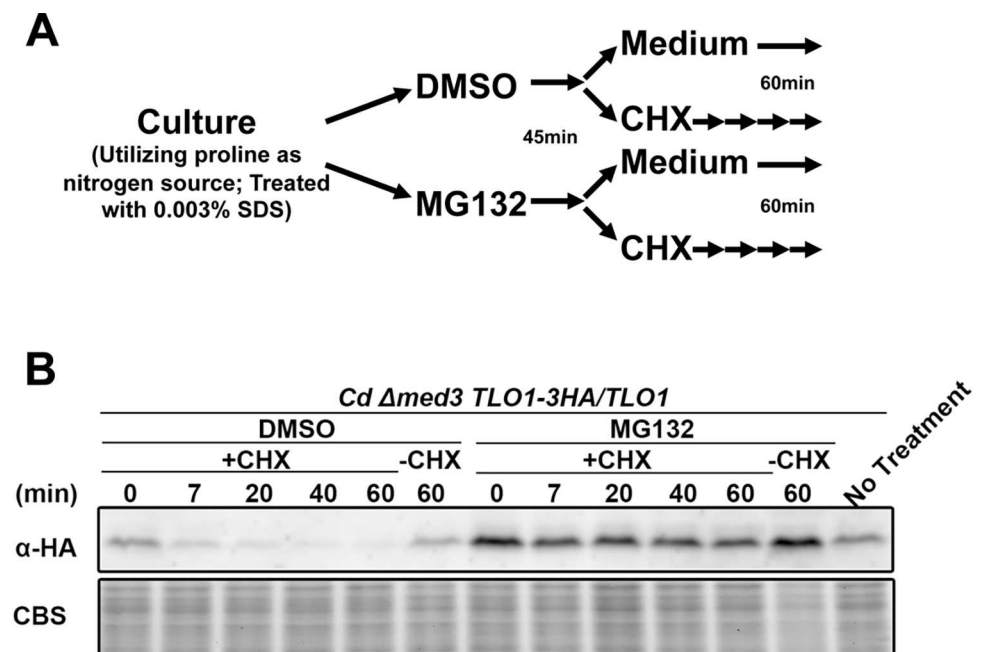 A
Medium
DMSO
60min
Culture
CHX
45min
(Utilizing proline as
Medium
nitrogen source; Treated
with 0.003% SDS)
MG132
60min
CHX
B
Cd Δmed3 TLO1-3HA/TLO1
DMSO MG132
+CHX -CHX +CHX -CHX No Treatment
(min) 0 7 20 40 60 60 0 7 20 40 60 60
α-HA
CBS